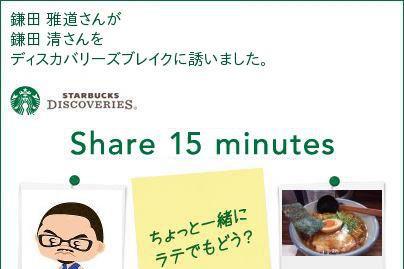 鎌田 雅道さんが
鎌田 清さんを
ディスカバリーズブレイクに誘いました。
STARBUCKS
DISCOVERIES®
Share 15 minutes
ちょっと一緒に
ラテでもどう？